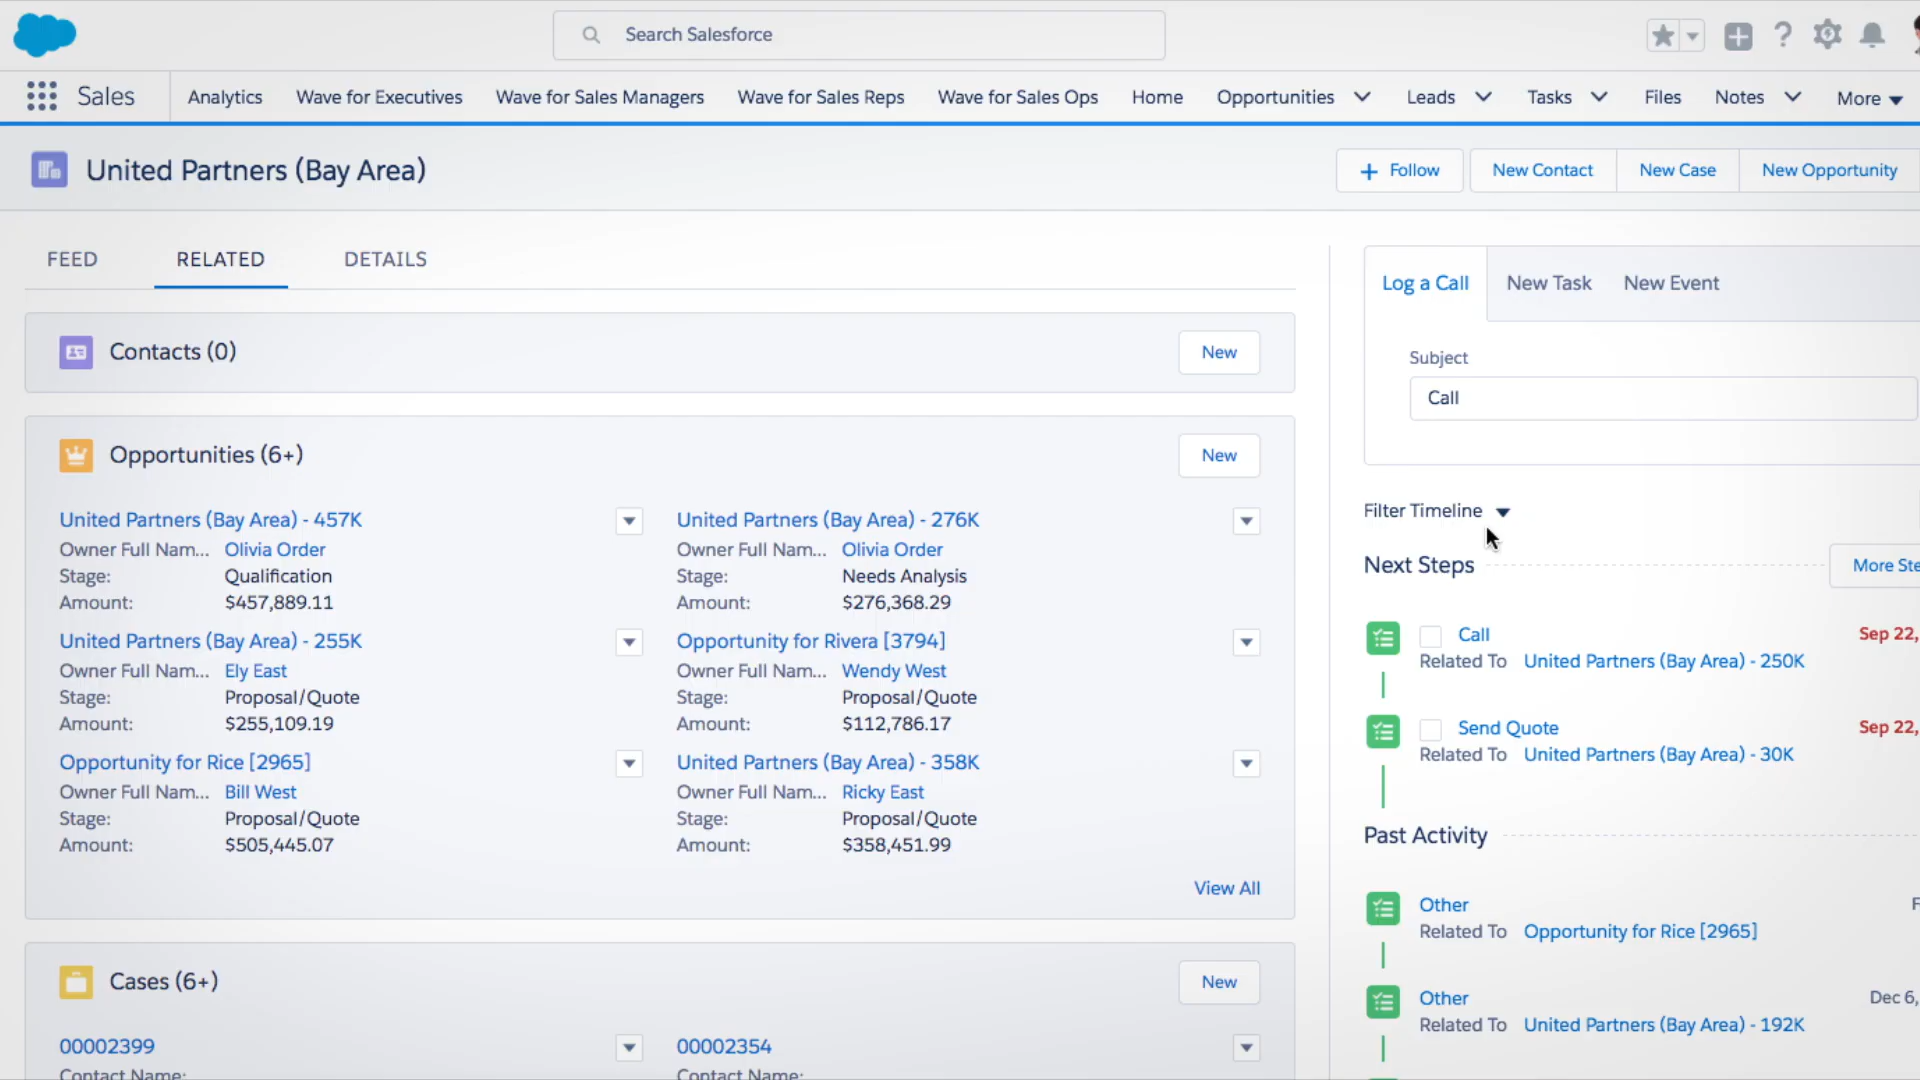 Search Salesforce
Sales
Analytics
Wave for Executives
Wave for Sales Managers
Wave for Sales Reps
Wave for Sales Ops
Home
Opportunities
Leads
Tasks
Files
Notes
More
United Partners (Bay Area)
+ Follow
New Contact
New Case
New Opportunity
FEED
RELATED
DETAILS
Contacts (0)
New
Opportunities (6+)
New
United Partners (Bay Area) - 457K
Owner Full Nam... Olivia Order
Stage: Qualification
Amount: $457,889.11
United Partners (Bay Area) - 276K
Owner Full Nam... Olivia Order
Stage: Needs Analysis
Amount: $276,368.29
United Partners (Bay Area) - 255K
Owner Full Nam... Ely East
Stage: Proposal/Quote
Amount: $255,109.19
Opportunity for Rivera [3794]
Owner Full Nam... Wendy West
Stage: Proposal/Quote
Amount: $112,786.17
Opportunity for Rice [2965]
Owner Full Nam... Bill West
Stage: Proposal/Quote
Amount: $505,445.07
United Partners (Bay Area) - 358K
Owner Full Nam... Ricky East
Stage: Proposal/Quote
Amount: $358,451.99
View All
Cases (6+)
New
00002399
Contact Name:
00002354
Contact Name:
Log a Call
New Task
New Event
Subject
Call
Filter Timeline
Next Steps
More Ste
Call
Sep 22,
Related To United Partners (Bay Area) - 250K
Send Quote
Sep 22,
Related To United Partners (Bay Area) - 30K
Past Activity
Other
F
Related To Opportunity for Rice [2965]
Other
Dec 6,
Related To United Partners (Bay Area) - 192K